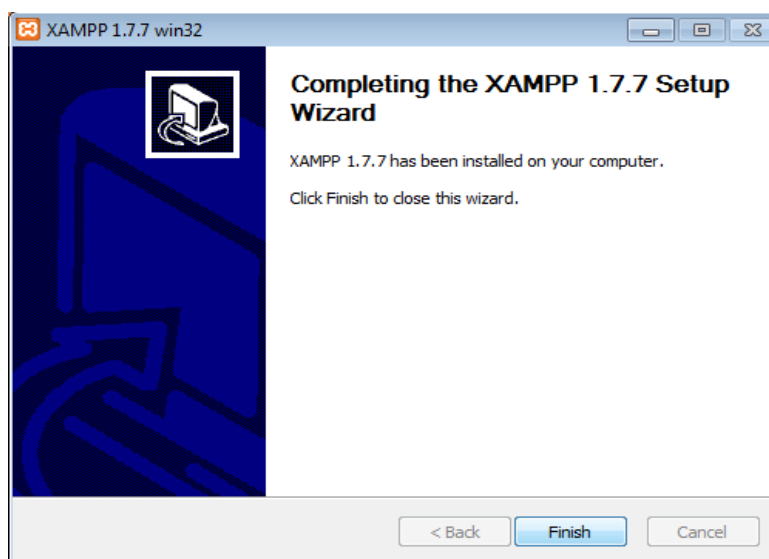 XAMPP 1.7.7 win32
Completing the XAMPP 1.7.7 Setup
Wizard
XAMPP 1.7.7 has been installed on your computer.
Click Finish to close this wizard.
< Back
Finish
Cancel